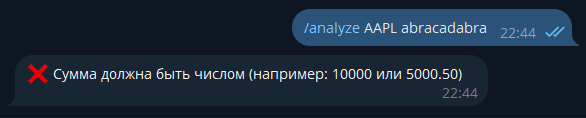 /analyze AAPL abracadabra 22:44
❌ Сумма должна быть числом (например: 10000 или 5000.50)
22:44